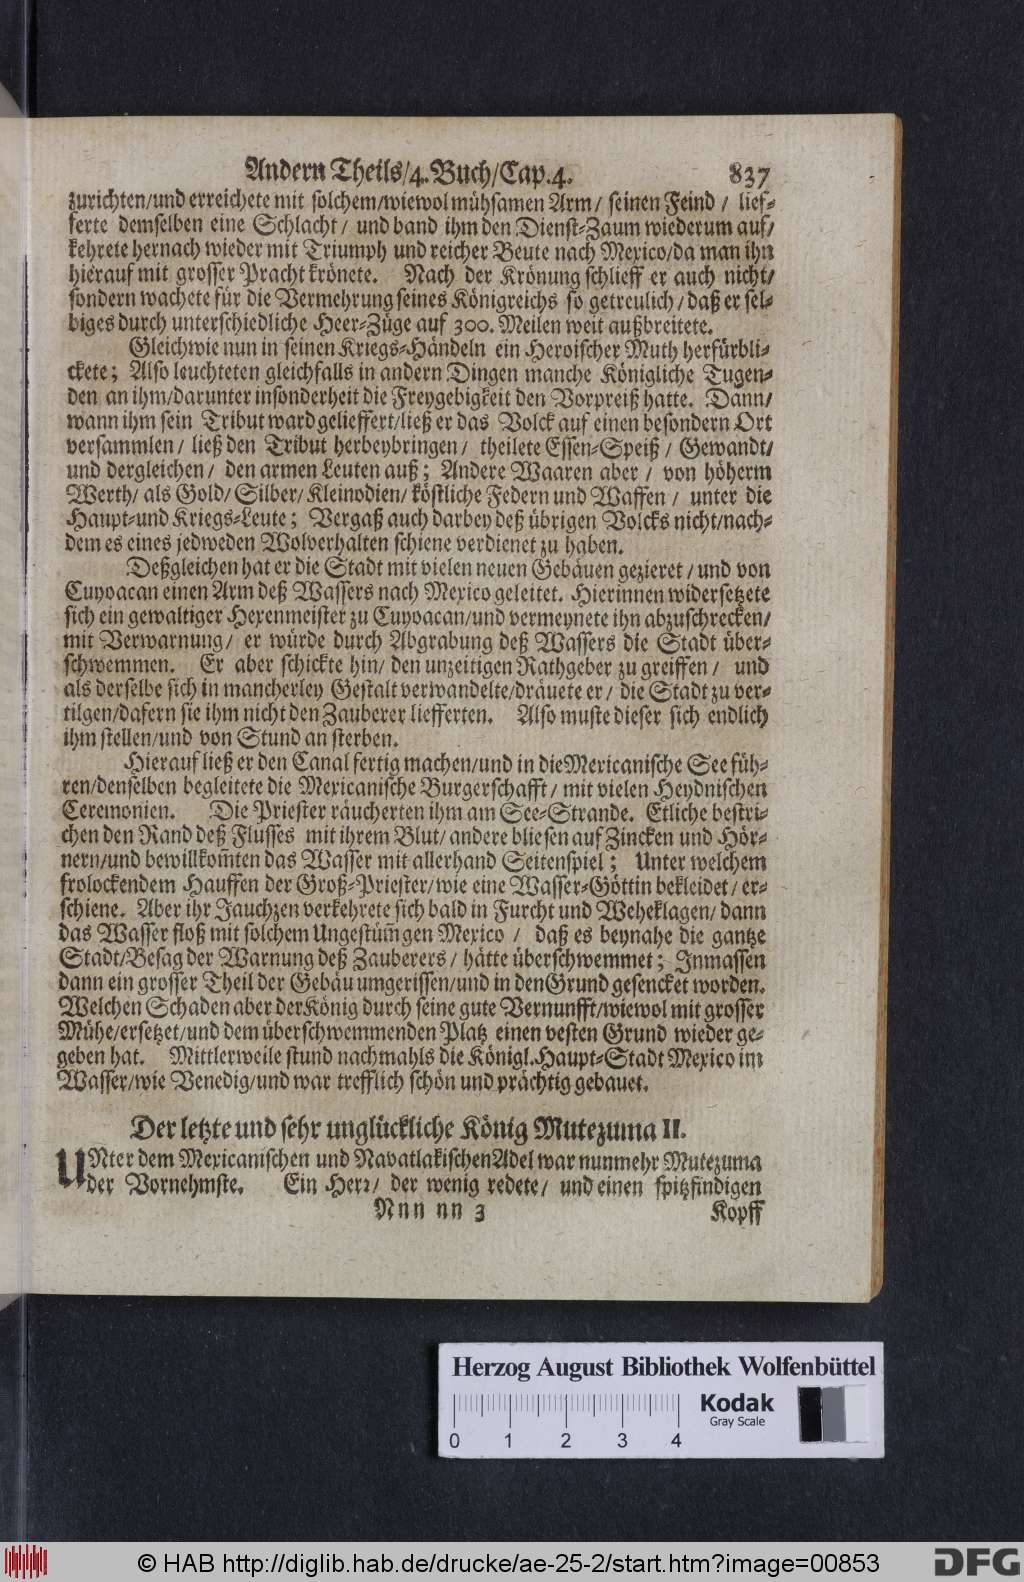 Andern Theils/4. Buch/Cap. 4. 837
zurichten/und erreichete mit solchem/wiewol mühsamen Arm/ seinen Feind/ lief-
ferte demselben eine Schlacht/ und band ihm den Dienst-Zaum wiederum auf/
kehrete hernach wieder mit Triumph und reicher Beute nach Mexico/da man ihn
hierauf mit grosser Pracht krönete. Nach der Krönung schlieff er auch nicht/
sondern wachete für die Vermehrung seines Königreichs so getreulich/ daß er sel-
biges durch unterschiedliche Heer-Züge auf 300. Meilen weit außbreitete.
Gleichwie nun in seinen Kriegs-Händeln ein Heroischer Muth herfürbli-
ckete; Also leuchteten gleichfalls in andern Dingen manche Königliche Tugen-
den an ihm/darunter insonderheit die Freygebigkeit den Vorpreiß hatte. Dann/
wann ihm sein Tribut ward gelieffert/ließ er das Volck auf einen besondern Ort
versammlen/ ließ den Tribut herbeybringen/ theilete Essen-Speiß/ Gewandt/
und dergleichen/ den armen Leuten auß; Andere Waaren aber/ von höherm
Werth/ als Gold/ Silber/ Kleinodien/ köstliche Federn und Waffen/ unter die
Haupt-und Kriegs-Leute; Vergaß auch darbey deß übrigen Volcks nicht/nach-
dem es eines jedweden Wolverhalten schiene verdienet zu haben.
Deßgleichen hat er die Stadt mit vielen neuen Gebäuen gezieret/ und von
Cuyoacan einen Arm deß Wassers nach Mexico geleitet. Hierinnen widersetzete
sich ein gewaltiger Hexenmeister zu Cuyoacan/und vermeynete ihn abzuschrecken/
mit Verwarnung/ er würde durch Abgrabung deß Wassers die Stadt über-
schwemmen. Er aber schickte hin/ den unzeitigen Rathgeber zu greiffen/ und
als derselbe sich in mancherley Gestalt verwandelte/dräuete er/ die Stadt zu ver-
tilgen/dafern sie ihm nicht den Zauberer liefferten. Also muste dieser sich endlich
ihm stellen/und von Stund an sterben.
Hierauf ließ er den Canal fertig machen/und in die Mexicanische See füh-
ren/denselben begleitete die Mexicanische Burgerschafft/ mit vielen Heydnischen
Ceremonien. Die Priester räucherten ihm am See-Strande. Etliche bestri-
chen den Rand deß Flusses mit ihrem Blut/ andere bliesen auf Zincken und Hör-
nern/und bewillkom̃ten das Wasser mit allerhand Seitenspiel; Unter welchem
frolockendem Hauffen der Groß-Priester/wie eine Wasser-Göttin bekleidet/ er-
schiene. Aber ihr Jauchzen verkehrete sich bald in Furcht und Weheklagen/ dann
das Wasser floß mit solchem Ungestüm̃gen Mexico/ daß es beynahe die gantze
Stadt/Besag der Warnung deß Zauberers/ hätte überschwemmet; Inmassen
dann ein grosser Theil der Gebäu umgerissen/und in den Grund gesencket worden.
Welchen Schaden aber der König durch seine gute Vernunfft/wiewol mit grosser
Mühe/ersetzet/und dem überschwemmenden Platz einen vesten Grund wieder ge-
geben hat. Mittlerweile stund nachmahls die Königl. Haupt-Stadt Mexico im
Wasser/wie Venedig/und war trefflich schön und prächtig gebauet.
Der letzte und sehr unglückliche König Mutezuma II.
UNter dem Mexicanischen und Navatlakischen Adel war nunmehr Mutezuma
der Vornehmste. Ein Herr/ der wenig redete/ und einen spitzfindigen
Nnn nn 3 Kopff
Herzog August Bibliothek Wolfenbüttel
Kodak
Gray Scale
0 1 2 3 4
© HAB http://diglib.hab.de/drucke/ae-25-2/start.htm?image=00853
DFG